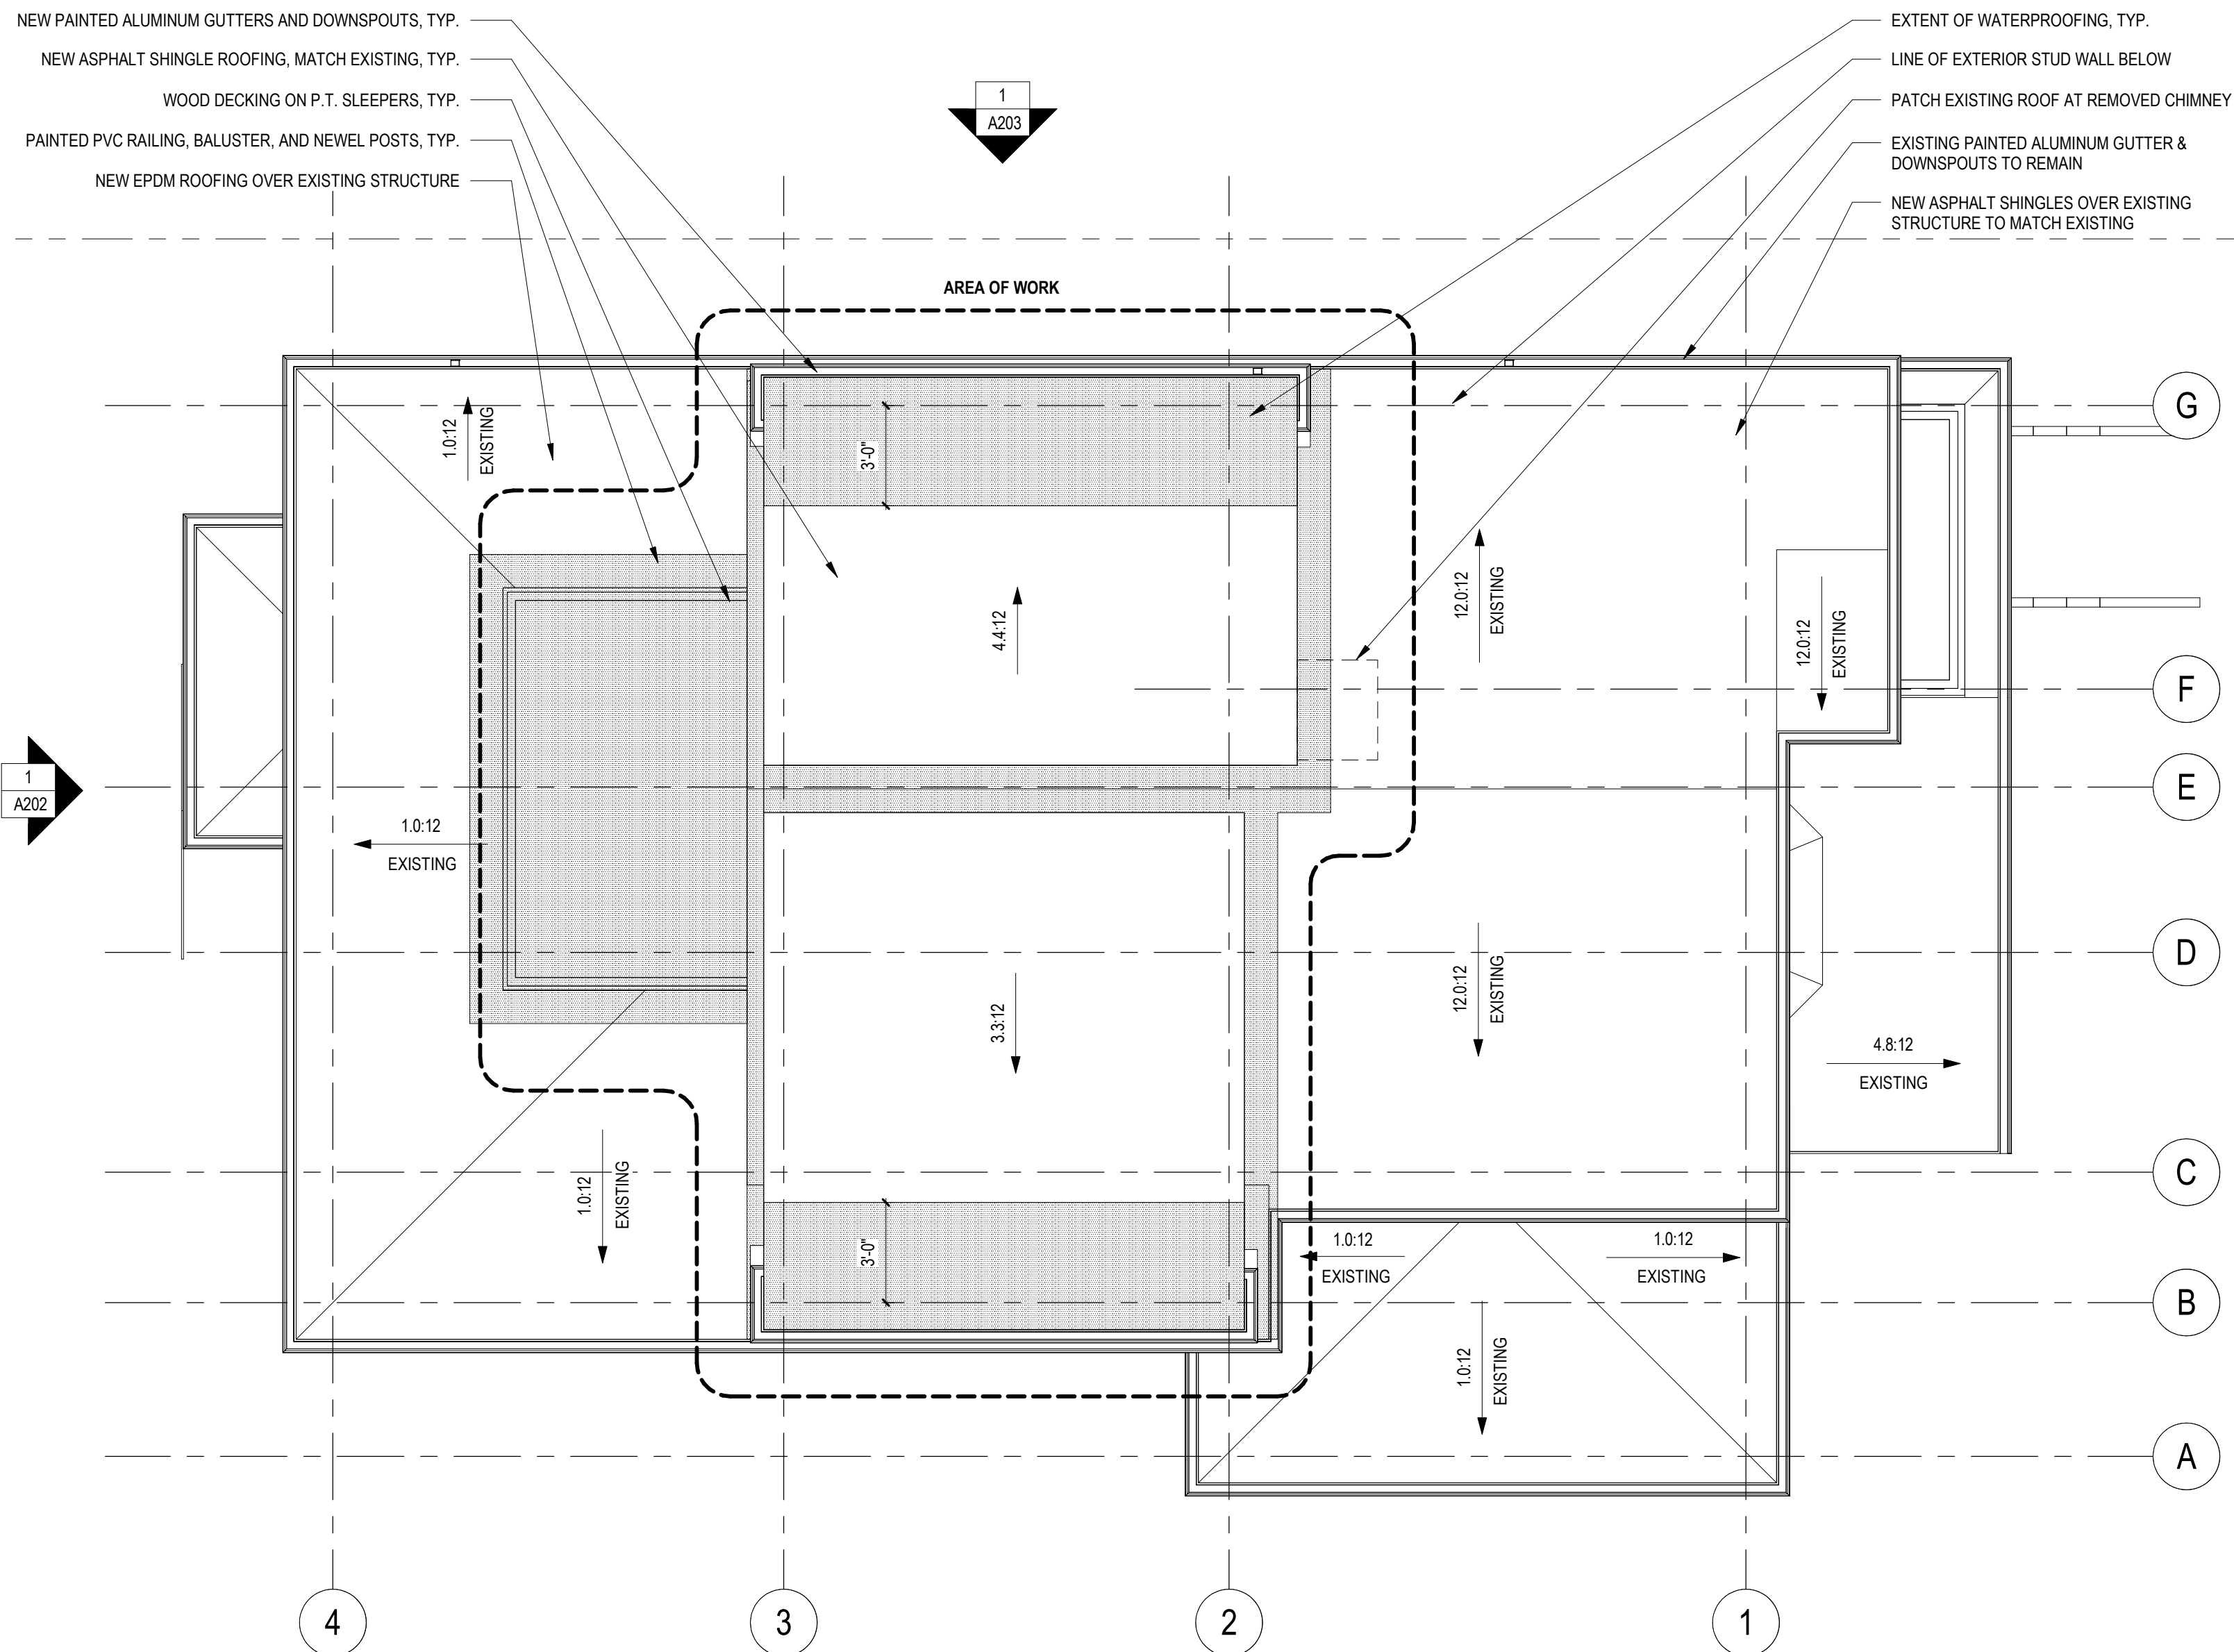 NEW PAINTED ALUMINUM GUTTERS AND DOWNSPOUTS, TYP.
NEW ASPHALT SHINGLE ROOFING, MATCH EXISTING, TYP.
WOOD DECKING ON P.T. SLEEPERS, TYP.
PAINTED PVC RAILING, BALUSTER, AND NEWEL POSTS, TYP.
NEW EPDM ROOFING OVER EXISTING STRUCTURE
1
A203
EXTENT OF WATERPROOFING, TYP.
LINE OF EXTERIOR STUD WALL BELOW
PATCH EXISTING ROOF AT REMOVED CHIMNEY
EXISTING PAINTED ALUMINUM GUTTER &
DOWNSPOUTS TO REMAIN
NEW ASPHALT SHINGLES OVER EXISTING
STRUCTURE TO MATCH EXISTING
AREA OF WORK
G
1.0:12
EXISTING
3'-0"
4.4:12
12.0:12
EXISTING
12.0:12
EXISTING
F
1
A202
E
1.0:12
EXISTING
D
3.3:12
12.0:12
EXISTING
4.8:12
EXISTING
C
1.0:12
EXISTING
3'-0"
1.0:12
EXISTING
1.0:12
EXISTING
B
1.0:12
EXISTING
A
4
3
2
1